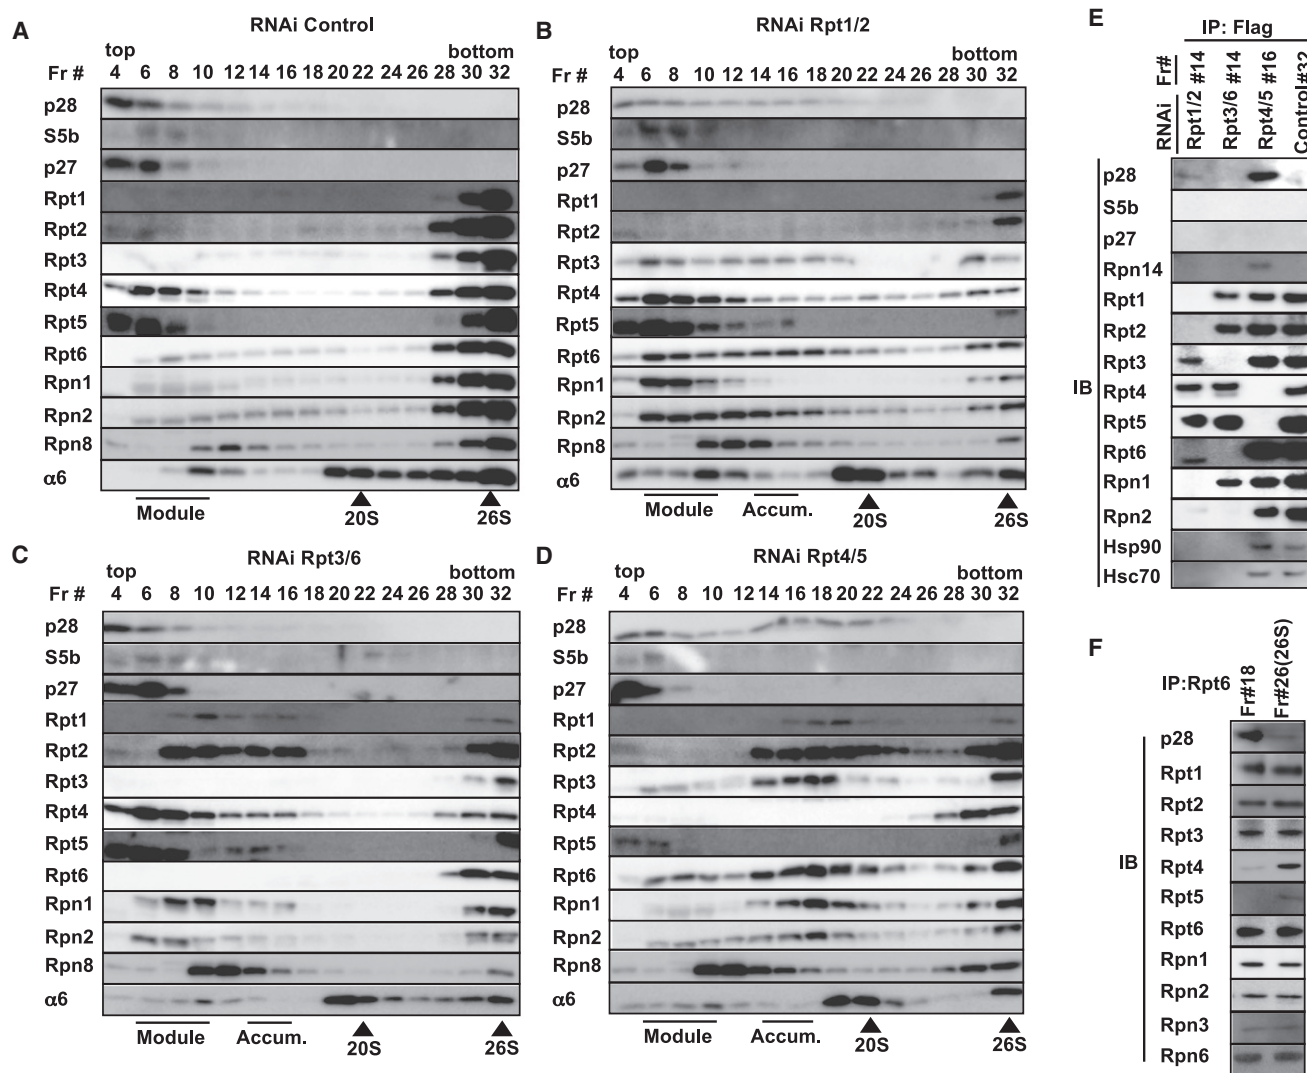 A
RNAi Control
top
bottom
Fr # 4 6 8 10 12 14 16 18 20 22 24 26 28 30 32
p28
S5b
p27
Rpt1
Rpt2
Rpt3
Rpt4
Rpt5
Rpt6
Rpn1
Rpn2
Rpn8
α6
Module
20S
26S
B
RNAi Rpt1/2
top
bottom
Fr # 4 6 8 10 12 14 16 18 20 22 24 26 28 30 32
p28
S5b
p27
Rpt1
Rpt2
Rpt3
Rpt4
Rpt5
Rpt6
Rpn1
Rpn2
Rpn8
α6
Module
Accum.
20S
26S
C
RNAi Rpt3/6
top
bottom
Fr # 4 6 8 10 12 14 16 18 20 22 24 26 28 30 32
p28
S5b
p27
Rpt1
Rpt2
Rpt3
Rpt4
Rpt5
Rpt6
Rpn1
Rpn2
Rpn8
α6
Module
Accum.
20S
26S
D
RNAi Rpt4/5
top
bottom
Fr # 4 6 8 10 12 14 16 18 20 22 24 26 28 30 32
p28
S5b
p27
Rpt1
Rpt2
Rpt3
Rpt4
Rpt5
Rpt6
Rpn1
Rpn2
Rpn8
α6
Module
Accum.
20S
26S
E
IP: Flag
RNAi Fr#
Rpt1/2 #14
Rpt3/6 #14
Rpt4/5 #16
Control#32
IB
p28
S5b
p27
Rpn14
Rpt1
Rpt2
Rpt3
Rpt4
Rpt5
Rpt6
Rpn1
Rpn2
Hsp90
Hsc70
F
IP:Rpt6
Fr#18
Fr#26(26S)
IB
p28
Rpt1
Rpt2
Rpt3
Rpt4
Rpt5
Rpt6
Rpn1
Rpn2
Rpn3
Rpn6